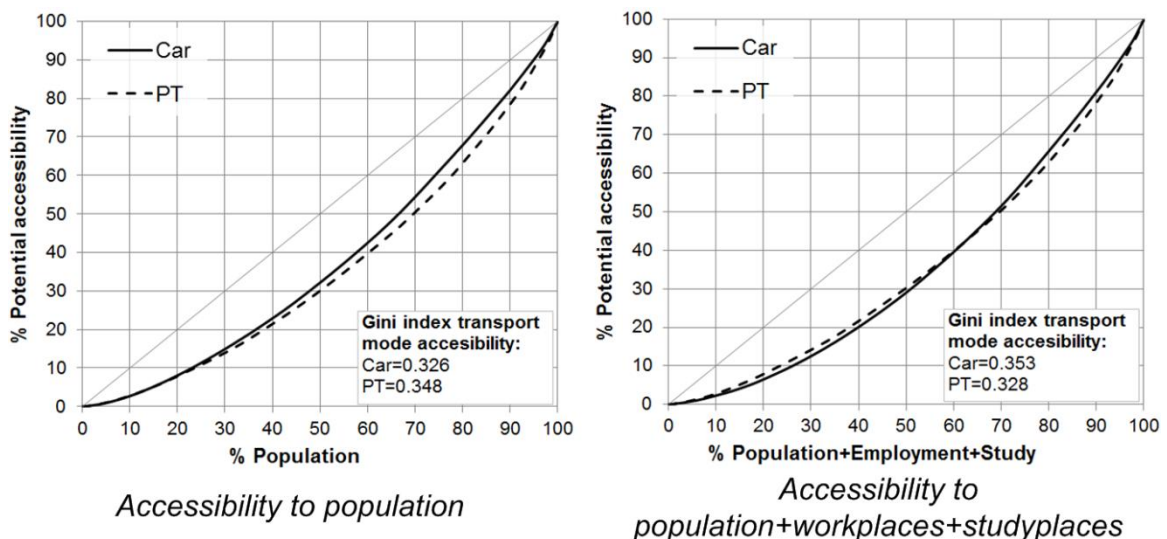 % Potential accessibility
100
90
80
70
60
50
40
30
20
10
0
Car
PT
Gini index transport
mode accesibility:
Car=0.326
PT=0.348
0 10 20 30 40 50 60 70 80 90 100
% Population
Accessibility to population
% Potential accessibility
100
90
80
70
60
50
40
30
20
10
0
Car
PT
Gini index transport
mode accesibility:
Car=0.353
PT=0.328
0 10 20 30 40 50 60 70 80 90 100
% Population+Employment+Study
Accessibility to
population+workplaces+studyplaces